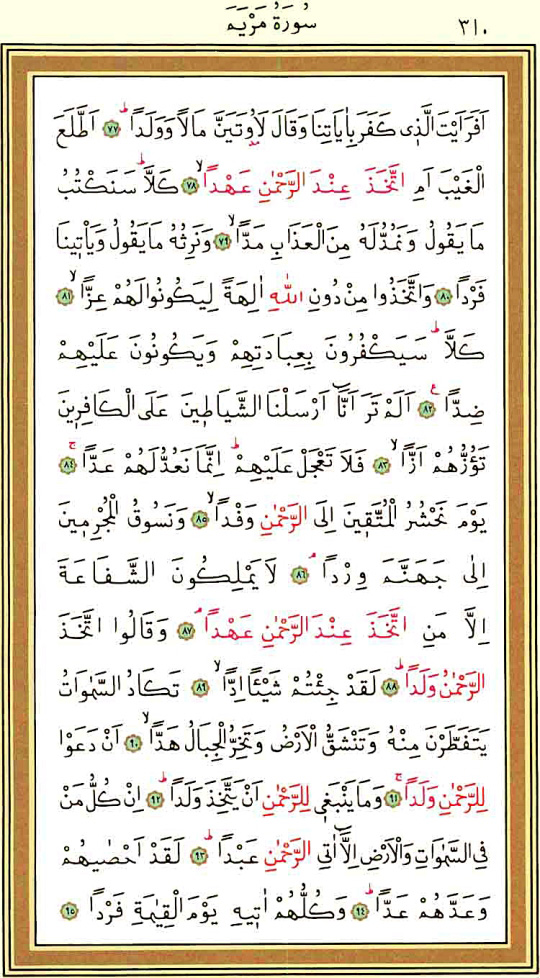 ٣١٠
سُورَةُ مَرْيَمَ
اَفَرَاَيْتَ الَّذٖى كَفَرَ بِاٰيَاتِنَا وَقَالَ لَاُو۫تَيَنَّ مَالًا وَوَلَدًاۜ ﴿٧٧﴾ اَطَّلَعَ
الْغَيْبَ اَمِ اتَّخَذَ عِنْدَ الرَّحْمٰنِ عَهْدًاۙ ﴿٧٨﴾ كَلَّاۜ سَنَكْتُبُ
مَا يَقُولُ وَنَمُدُّ لَهُ مِنَ الْعَذَابِ مَدًّاۙ ﴿٧٩﴾ وَنَرِثُهُ مَا يَقُولُ وَيَأْتٖينَا
فَرْدًا ﴿٨٠﴾ وَاتَّخَذُوا مِنْ دُونِ اللّٰهِ اٰلِهَةً لِيَكُونُوا لَهُمْ عِزًّاۙ ﴿٨١﴾
كَلَّاۜ سَيَكْفُرُونَ بِعِبَادَتِهِمْ وَيَكُونُونَ عَلَيْهِمْ
ضِدًّاࣖ ﴿٨٢﴾ اَلَمْ تَرَ اَنَّٓا اَرْسَلْنَا الشَّيَاطٖينَ عَلَى الْكَافِرٖينَ
تَؤُزُّهُمْ اَزًّاۙ ﴿٨٣﴾ فَلَا تَعْجَلْ عَلَيْهِمْۜ اِنَّمَا نَعُدُّ لَهُمْ عَدًّاۚ ﴿٨٤﴾
يَوْمَ نَحْشُرُ الْمُتَّقٖينَ اِلَى الرَّحْمٰنِ وَفْدًاۙ ﴿٨٥﴾ وَنَسُوقُ الْمُجْرِمٖينَ
اِلٰى جَهَنَّمَ وِرْدًاۢ ﴿٨٦﴾ لَا يَمْلِكُونَ الشَّفَاعَةَ
اِلَّا مَنِ اتَّخَذَ عِنْدَ الرَّحْمٰنِ عَهْدًاۢ ﴿٨٧﴾ وَقَالُوا اتَّخَذَ
الرَّحْمٰنُ وَلَدًاۜ ﴿٨٨﴾ لَقَدْ جِئْتُمْ شَيْئًا اِدًّاۙ ﴿٨٩﴾ تَكَادُ السَّمٰوَاتُ
يَتَفَطَّرْنَ مِنْهُ وَتَنْشَقُّ الْاَرْضُ وَتَخِرُّ الْجِبَالُ هَدًّاۙ ﴿٩٠﴾ اَنْ دَعَوْا
لِلرَّحْمٰنِ وَلَدًاۚ ﴿٩١﴾ وَمَا يَنْبَغٖى لِلرَّحْمٰنِ اَنْ يَتَّخِذَ وَلَدًاۜ ﴿٩٢﴾ اِنْ كُلُّ مَنْ
فِى السَّمٰوَاتِ وَالْاَرْضِ اِلَّٓا اٰتِى الرَّحْمٰنِ عَبْدًاۜ ﴿٩٣﴾ لَقَدْ اَحْصٰيهُمْ
وَعَدَّهُمْ عَدًّاۜ ﴿٩٤﴾ وَكُلُّهُمْ اٰتٖيهِ يَوْمَ الْقِيٰمَةِ فَرْدًا ﴿٩٥﴾